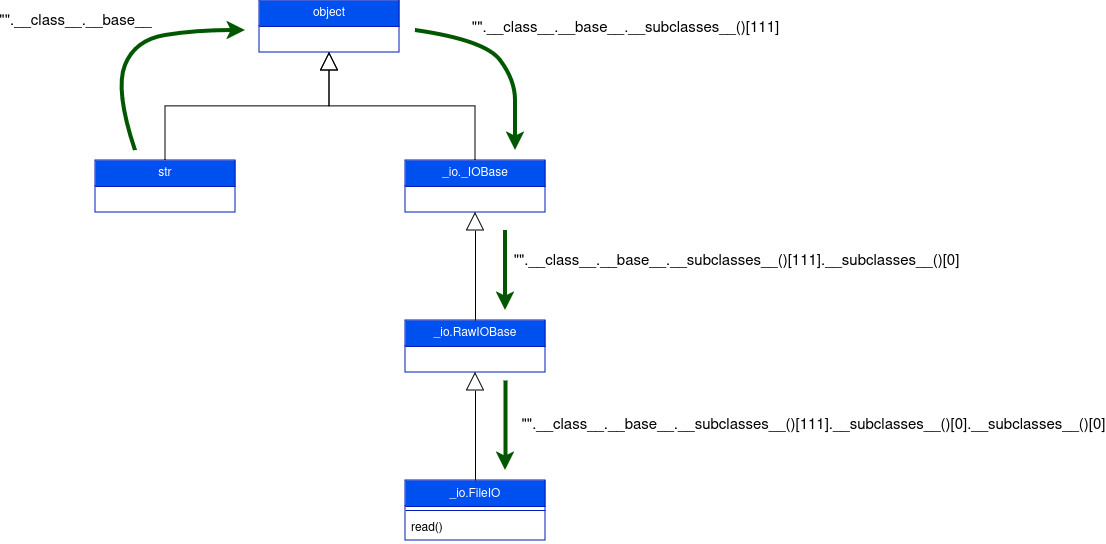 object
"".__class__.__base__
"".__class__.__base__.__subclasses__()[111]
str
_io._IOBase
"".__class__.__base__.__subclasses__()[111].__subclasses__()[0]
_io.RawIOBase
"".__class__.__base__.__subclasses__()[111].__subclasses__()[0].__subclasses__()[0]
_io.FileIO
read()